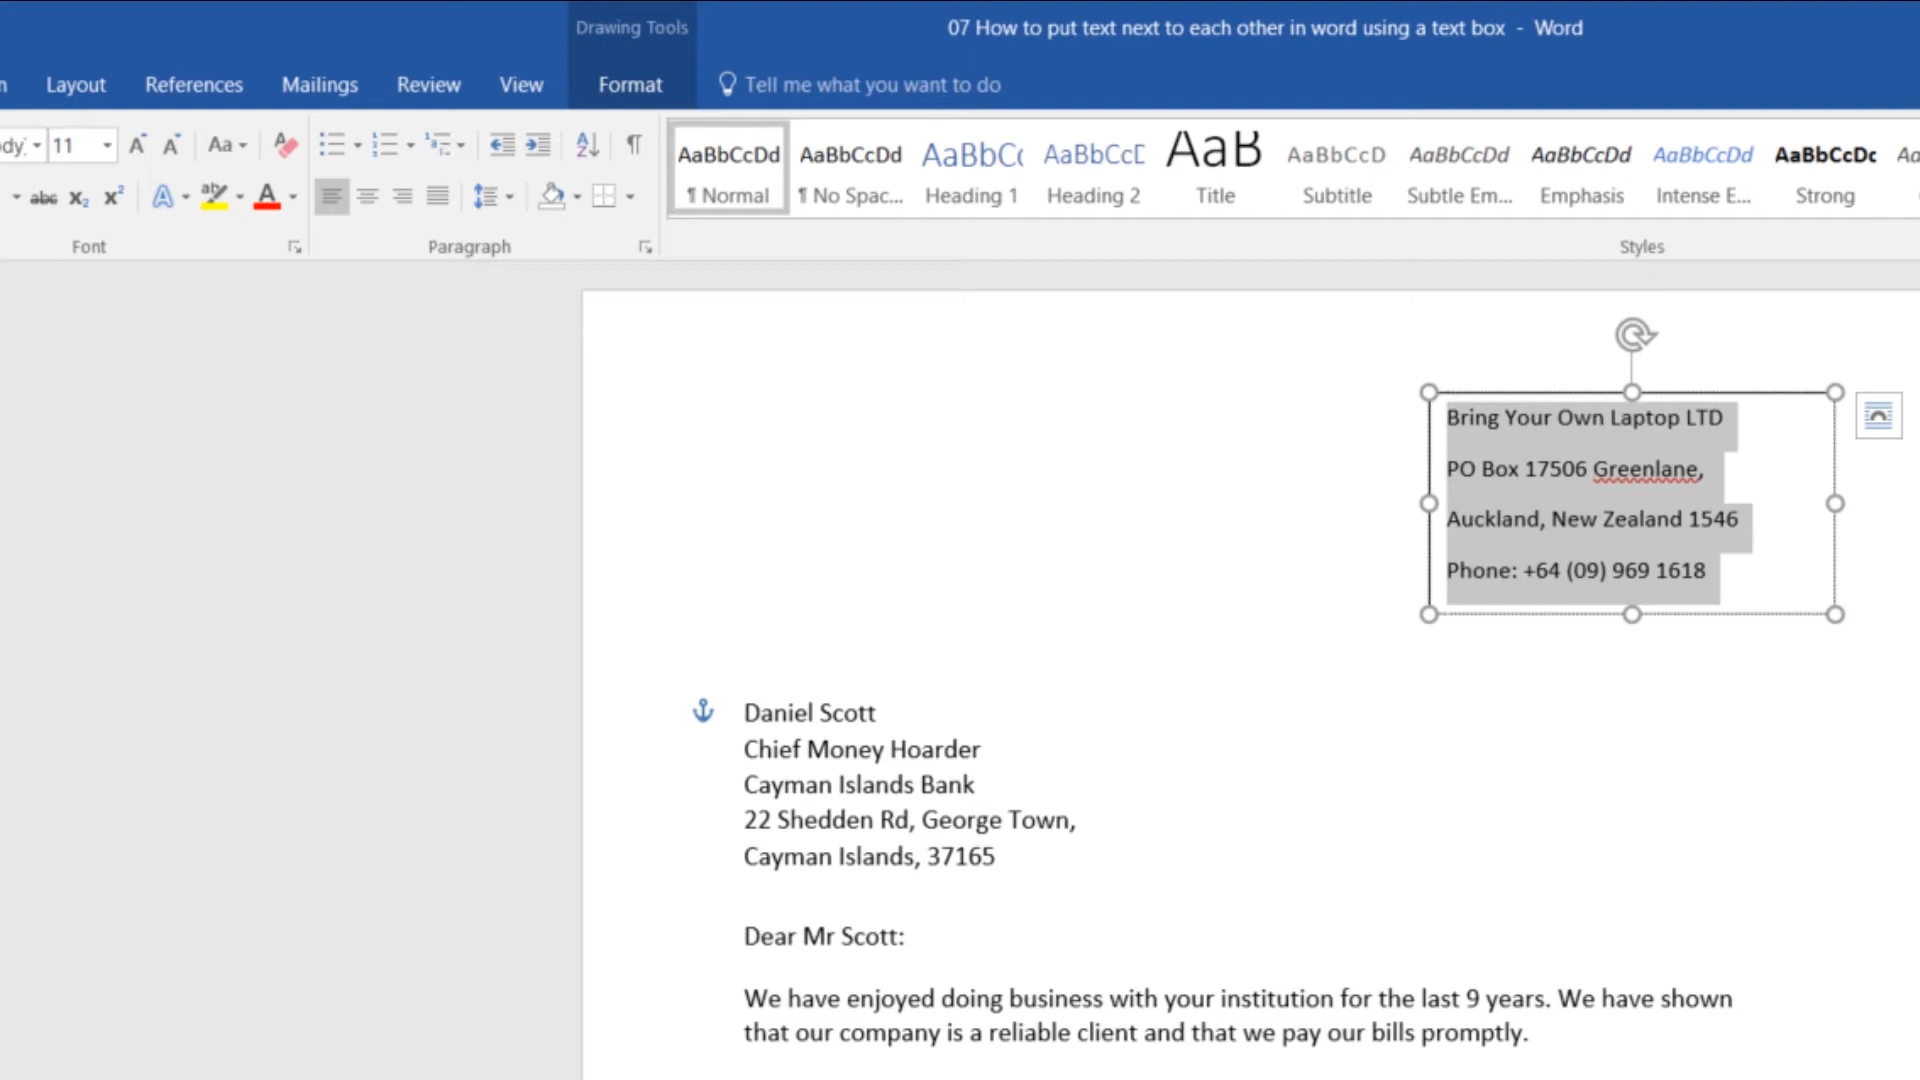 Drawing Tools
07 How to put text next to each other in word using a text box - Word
Layout References Mailings Review View Format Tell me what you want to do
11
Aa
abc X₂ X² A aby A
AaBbCcDd AaBbCcDd AaBbCc AaBbCcD AaB AaBbCcD AaBbCcDd AaBbCcDd AaBbCcDd AaBbCcDc
¶ Normal ¶ No Spac... Heading 1 Heading 2 Title Subtitle Subtle Em... Emphasis Intense E... Strong
Font Paragraph Styles
Bring Your Own Laptop LTD
PO Box 17506 Greenlane,
Auckland, New Zealand 1546
Phone: +64 (09) 969 1618
Daniel Scott
Chief Money Hoarder
Cayman Islands Bank
22 Shedden Rd, George Town,
Cayman Islands, 37165
Dear Mr Scott:
We have enjoyed doing business with your institution for the last 9 years. We have shown
that our company is a reliable client and that we pay our bills promptly.